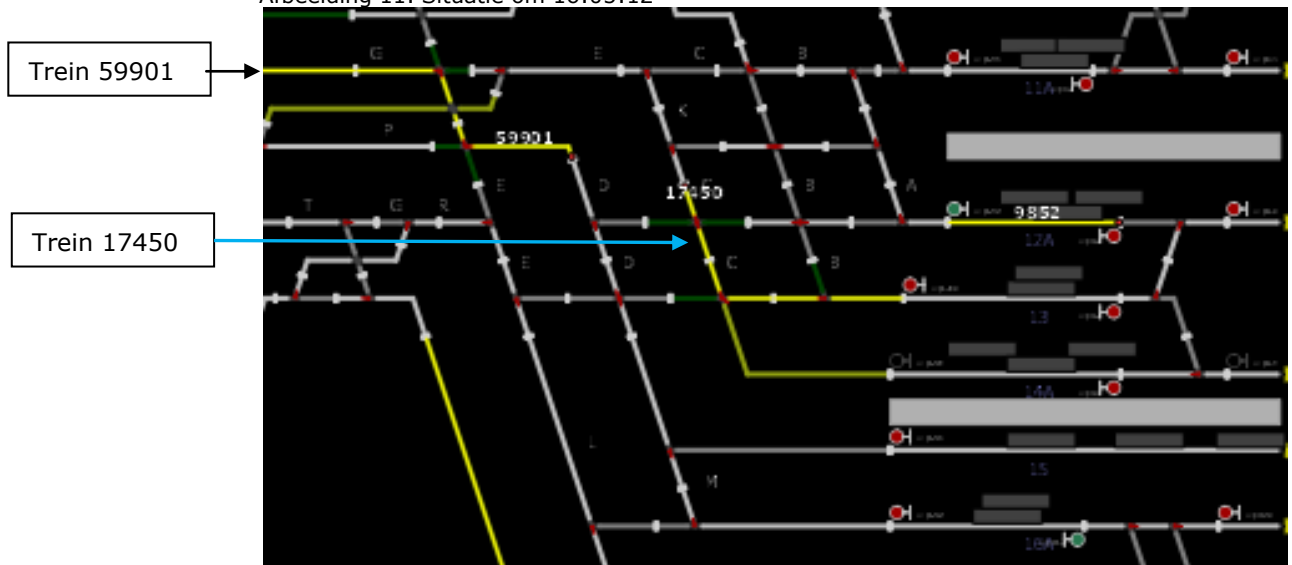 Afbeelding 11: Situatie om 16:05:12
Trein 59901
G
E
C
B
11A
K
P
59901
E
D
17450
B
A
9852
T
G
R
12A
Trein 17450
E
D
C
B
13
14A
L
15
M
16A